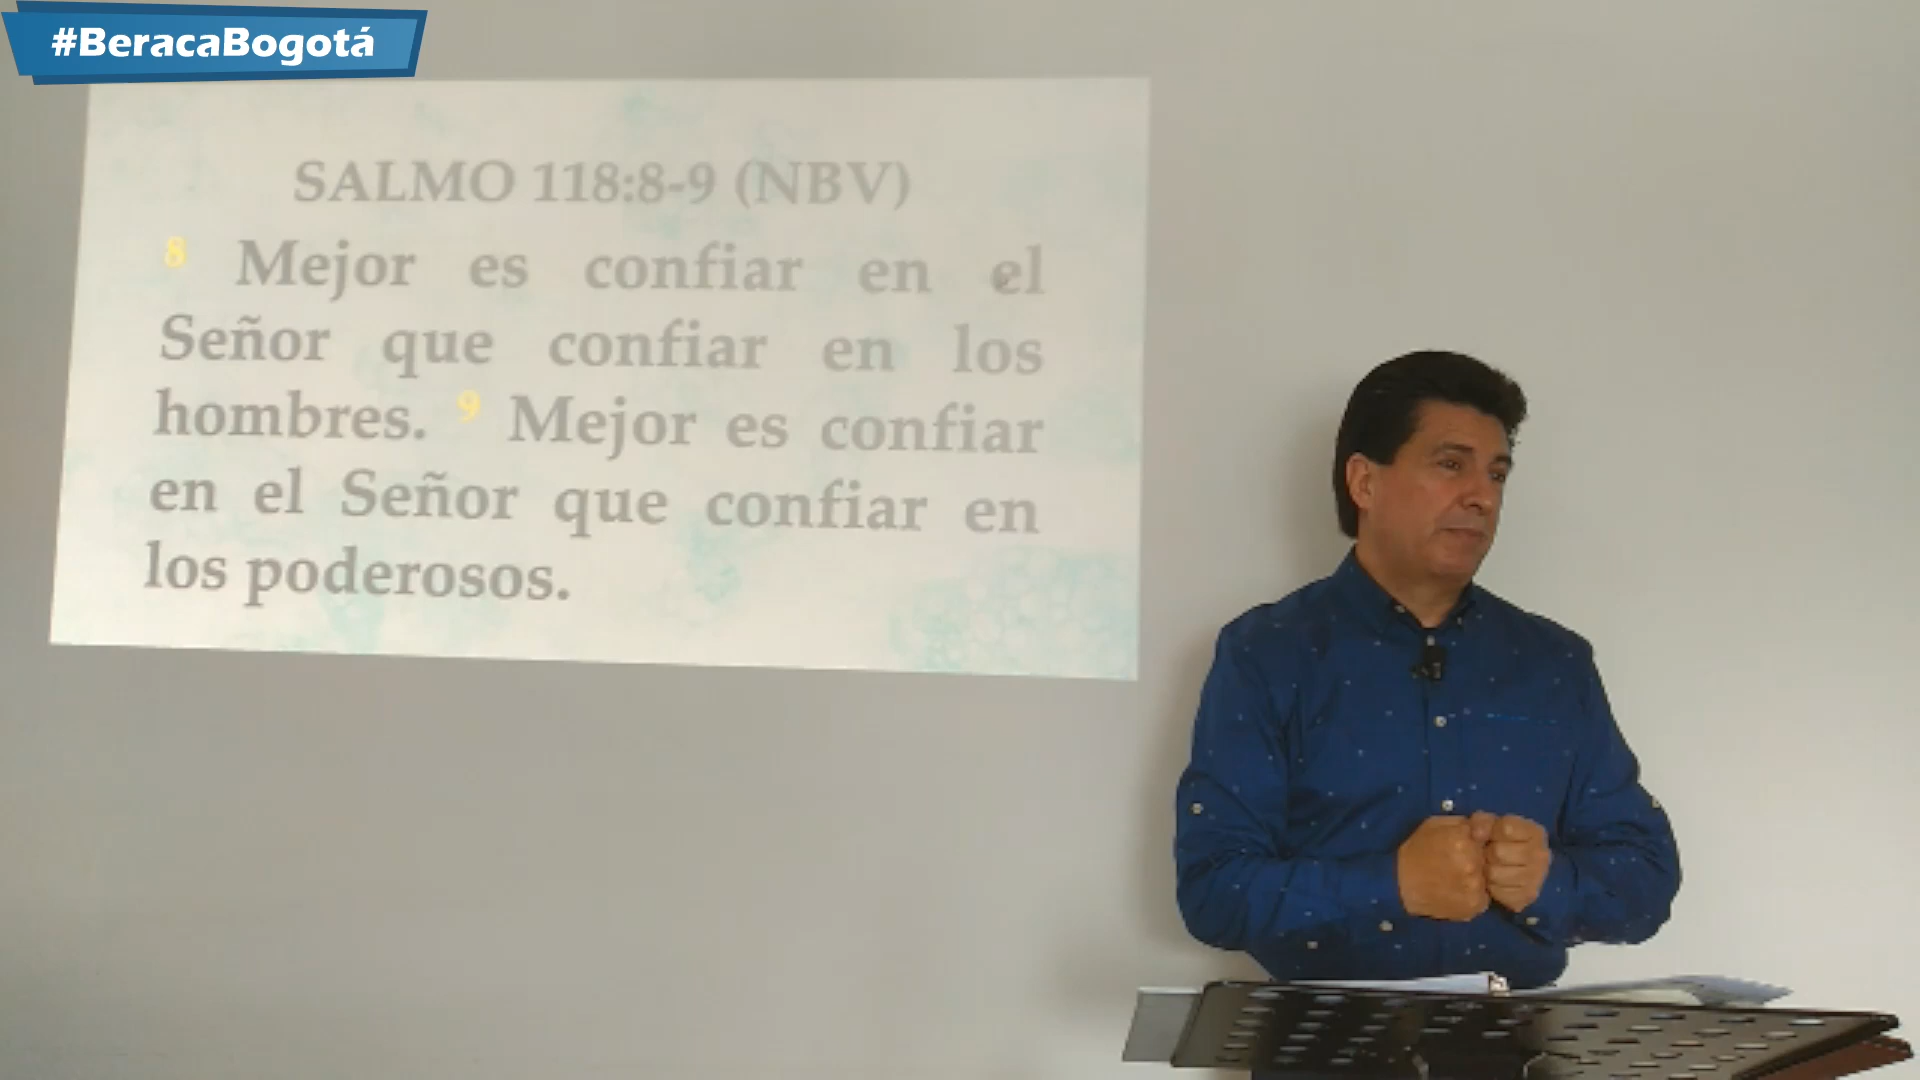 #BeracaBogotá
SALMO 118:8-9 (NBV)
8 Mejor es confiar en el
Señor que confiar en los
hombres. 9 Mejor es confiar
en el Señor que confiar en
los poderosos.